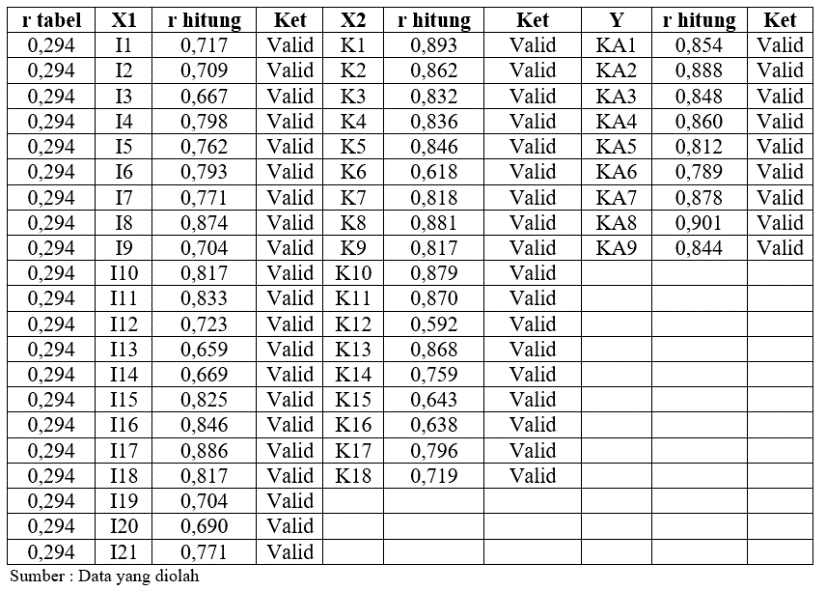 r tabel X1 r hitung Ket X2 r hitung Ket Y r hitung Ket
0,294 I1 0,717 Valid K1 0,893 Valid KA1 0,854 Valid
0,294 I2 0,709 Valid K2 0,862 Valid KA2 0,888 Valid
0,294 I3 0,667 Valid K3 0,832 Valid KA3 0,848 Valid
0,294 I4 0,798 Valid K4 0,836 Valid KA4 0,860 Valid
0,294 I5 0,762 Valid K5 0,846 Valid KA5 0,812 Valid
0,294 I6 0,793 Valid K6 0,618 Valid KA6 0,789 Valid
0,294 I7 0,771 Valid K7 0,818 Valid KA7 0,878 Valid
0,294 I8 0,874 Valid K8 0,881 Valid KA8 0,901 Valid
0,294 I9 0,704 Valid K9 0,817 Valid KA9 0,844 Valid
0,294 I10 0,817 Valid K10 0,879 Valid
0,294 I11 0,833 Valid K11 0,870 Valid
0,294 I12 0,723 Valid K12 0,592 Valid
0,294 I13 0,659 Valid K13 0,868 Valid
0,294 I14 0,669 Valid K14 0,759 Valid
0,294 I15 0,825 Valid K15 0,643 Valid
0,294 I16 0,846 Valid K16 0,638 Valid
0,294 I17 0,886 Valid K17 0,796 Valid
0,294 I18 0,817 Valid K18 0,719 Valid
0,294 I19 0,704 Valid
0,294 I20 0,690 Valid
0,294 I21 0,771 Valid
Sumber : Data yang diolah